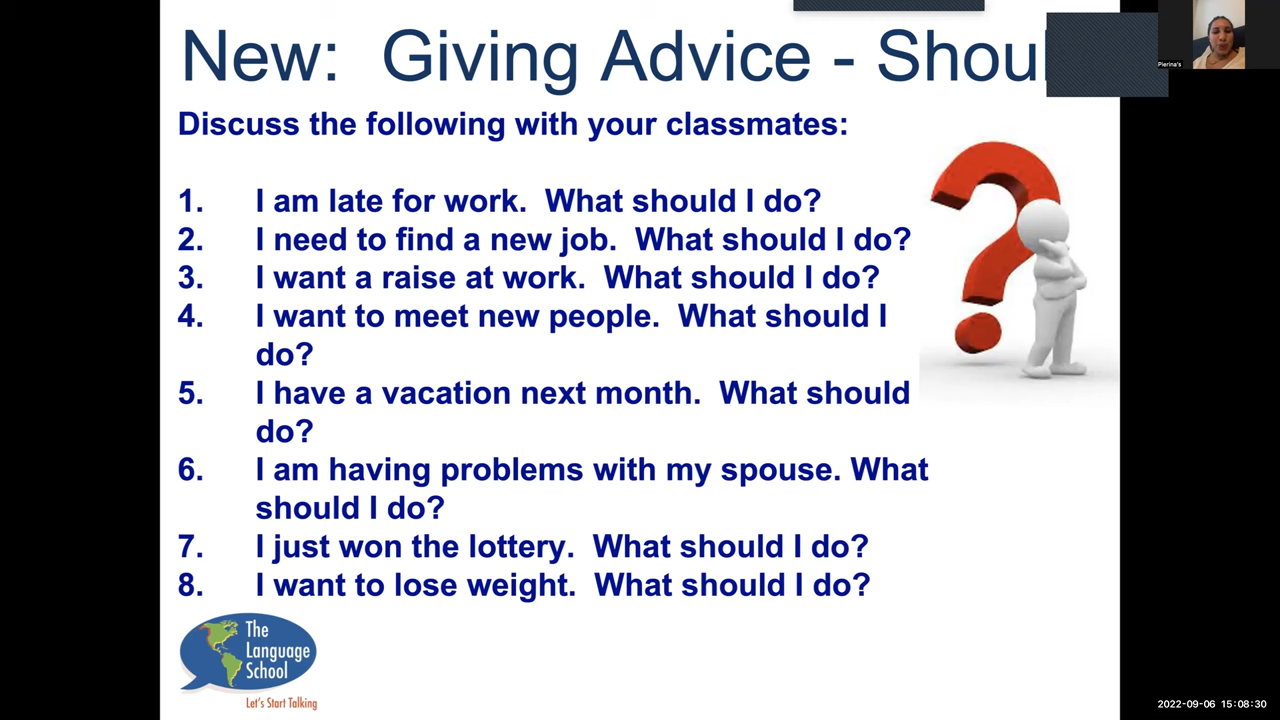 New:  Giving Advice - Shou
Pierina's
Discuss the following with your classmates:
1. I am late for work.  What should I do?
2. I need to find a new job.  What should I do?
3. I want a raise at work.  What should I do?
4. I want to meet new people.  What should I
do?
5. I have a vacation next month.  What should
do?
6. I am having problems with my spouse. What
should I do?
7. I just won the lottery.  What should I do?
8. I want to lose weight.  What should I do?
The
Language
School
Let's Start Talking
2022-09-06 15:08:30